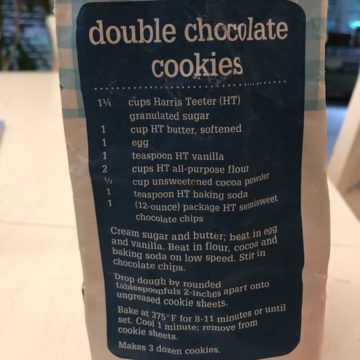 double chocolate
cookies
1¼ cups Harris Teeter (HT)
granulated sugar
1 cup HT butter, softened
1 egg
1 teaspoon HT vanilla
2 cups HT all-purpose flour
⅓ cup unsweetened cocoa powder
1 teaspoon HT baking soda
1 (12-ounce) package HT semisweet
chocolate chips
Cream sugar and butter; beat in egg
and vanilla. Beat in flour, cocoa and
baking soda on low speed. Stir in
chocolate chips.
Drop dough by rounded
tablespoonfuls 2-inches apart onto
ungreased cookie sheets.
Bake at 375°F for 8-11 minutes or until
set. Cool 1 minute; remove from
cookie sheets.
Makes 3 dozen cookies.